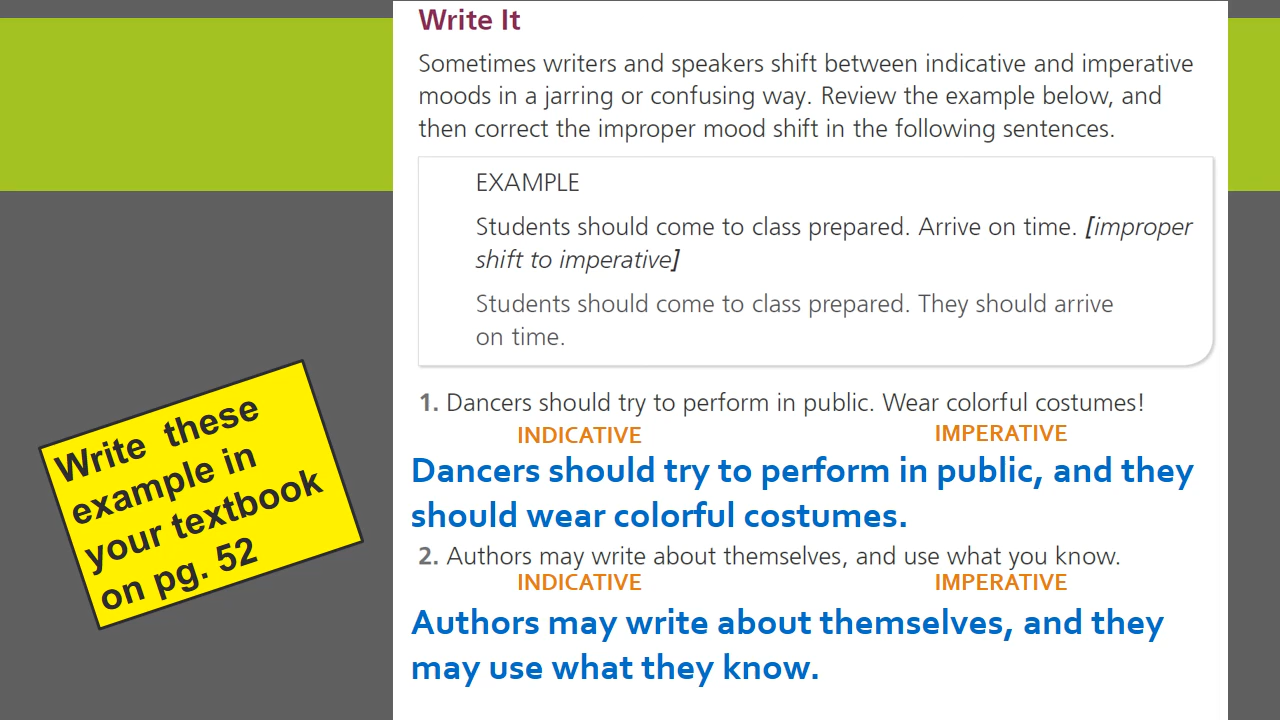 Write It
Sometimes writers and speakers shift between indicative and imperative
moods in a jarring or confusing way. Review the example below, and
then correct the improper mood shift in the following sentences.
EXAMPLE
Students should come to class prepared. Arrive on time. [improper
shift to imperative]
Students should come to class prepared. They should arrive
on time.
1. Dancers should try to perform in public. Wear colorful costumes!
INDICATIVE IMPERATIVE
Dancers should try to perform in public, and they
should wear colorful costumes.
2. Authors may write about themselves, and use what you know.
INDICATIVE IMPERATIVE
Authors may write about themselves, and they
may use what they know.
Write these
example in
your textbook
on pg. 52